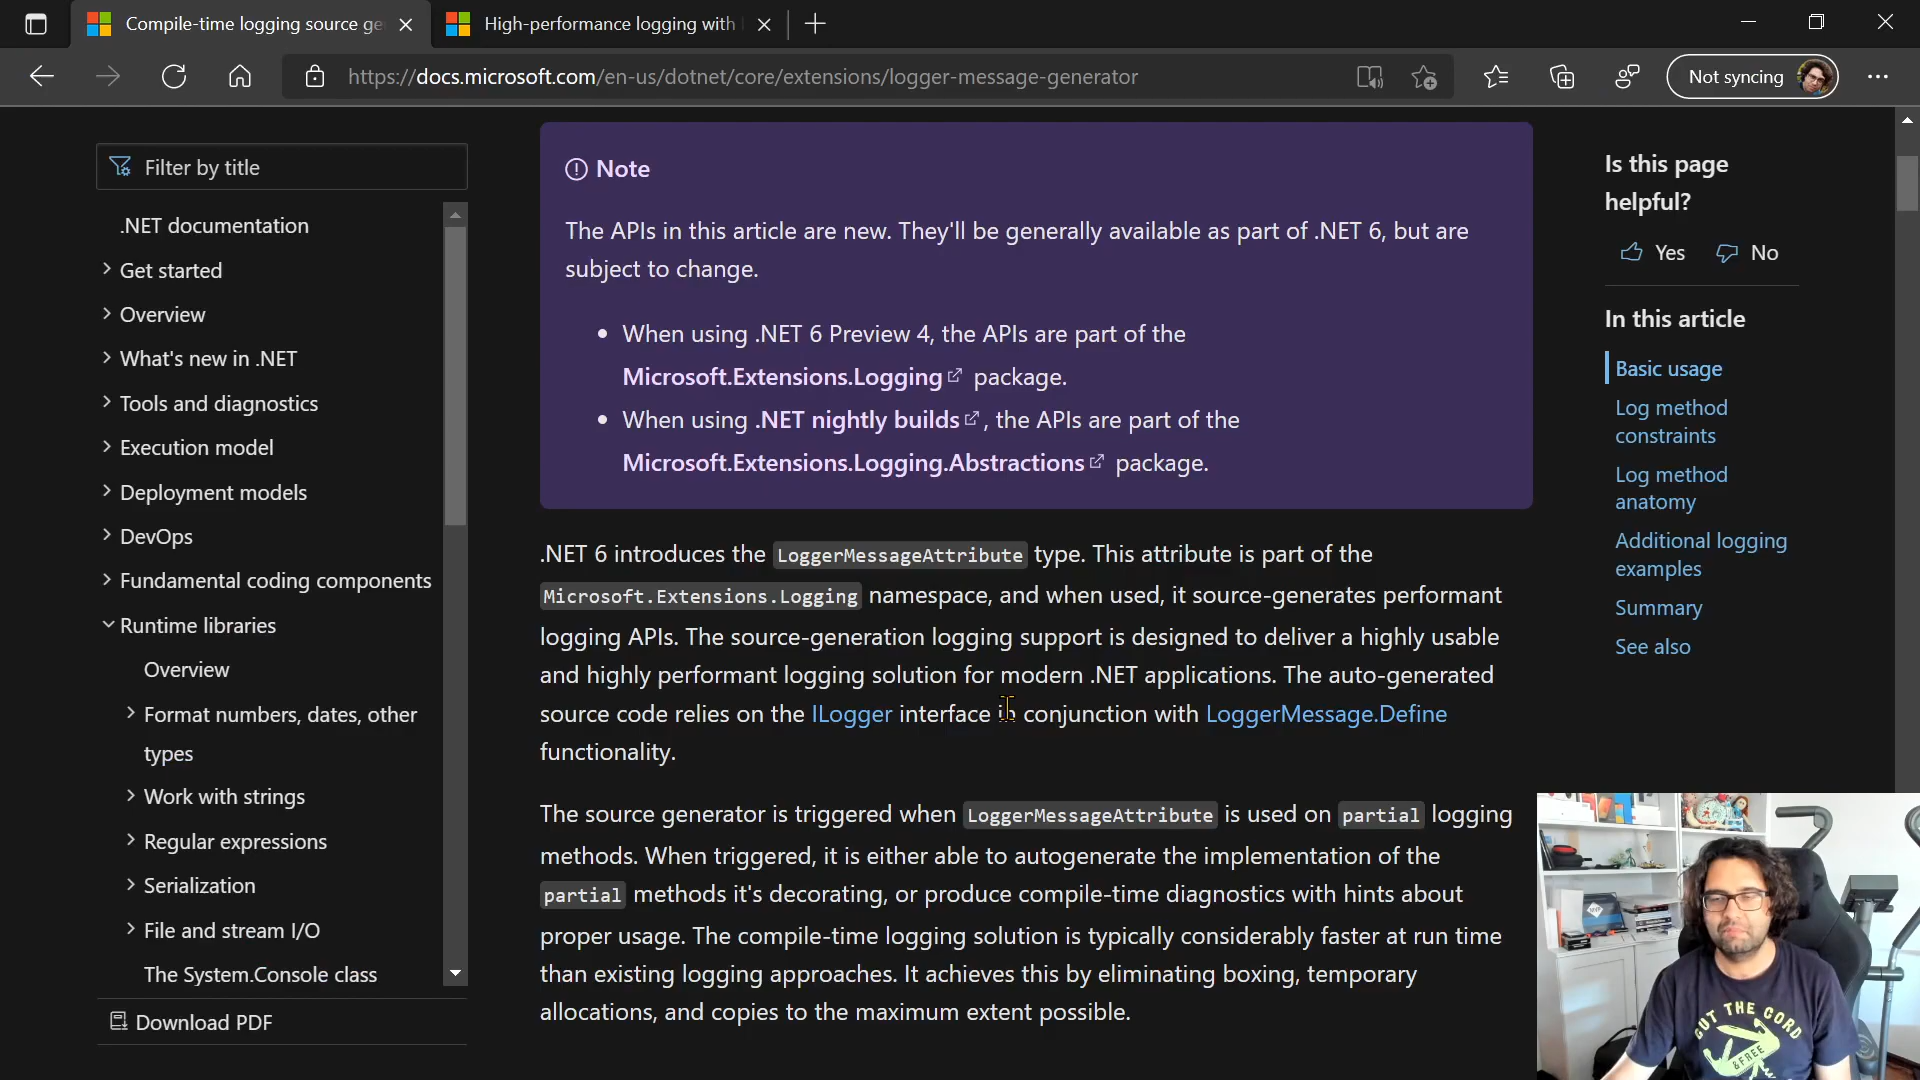 Compile-time logging source ge
High-performance logging with
https://docs.microsoft.com/en-us/dotnet/core/extensions/logger-message-generator
Not syncing
Filter by title
.NET documentation
Get started
Overview
What's new in .NET
Tools and diagnostics
Execution model
Deployment models
DevOps
Fundamental coding components
Runtime libraries
Overview
Format numbers, dates, other
types
Work with strings
Regular expressions
Serialization
File and stream I/O
The System.Console class
Download PDF
Note
The APIs in this article are new. They'll be generally available as part of .NET 6, but are
subject to change.
• When using .NET 6 Preview 4, the APIs are part of the
Microsoft.Extensions.Logging package.
• When using .NET nightly builds, the APIs are part of the
Microsoft.Extensions.Logging.Abstractions package.
.NET 6 introduces the LoggerMessageAttribute type. This attribute is part of the
Microsoft.Extensions.Logging namespace, and when used, it source-generates performant
logging APIs. The source-generation logging support is designed to deliver a highly usable
and highly performant logging solution for modern .NET applications. The auto-generated
source code relies on the ILogger interface in conjunction with LoggerMessage.Define
functionality.
The source generator is triggered when LoggerMessageAttribute is used on partial logging
methods. When triggered, it is either able to autogenerate the implementation of the
partial methods it's decorating, or produce compile-time diagnostics with hints about
proper usage. The compile-time logging solution is typically considerably faster at run time
than existing logging approaches. It achieves this by eliminating boxing, temporary
allocations, and copies to the maximum extent possible.
Is this page
helpful?
Yes No
In this article
Basic usage
Log method
constraints
Log method
anatomy
Additional logging
examples
Summary
See also
CUT THE CORD
& FREE